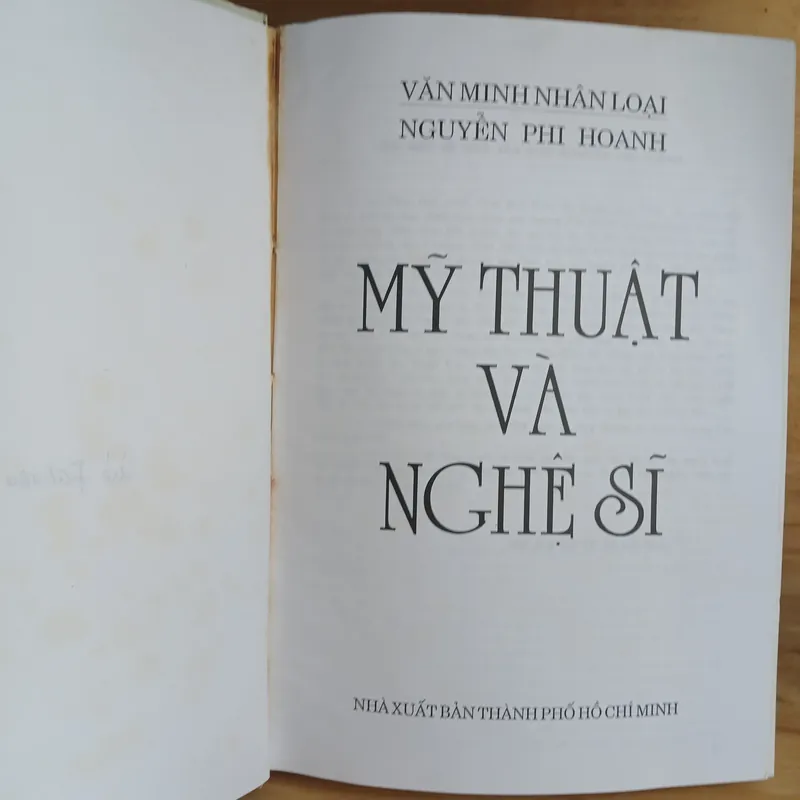 VĂN MINH NHÂN LOẠI
NGUYỄN PHI HOANH
MỸ THUẬT
VÀ
NGHỆ SĨ
NHÀ XUẤT BẢN THÀNH PHỐ HỒ CHÍ MINH